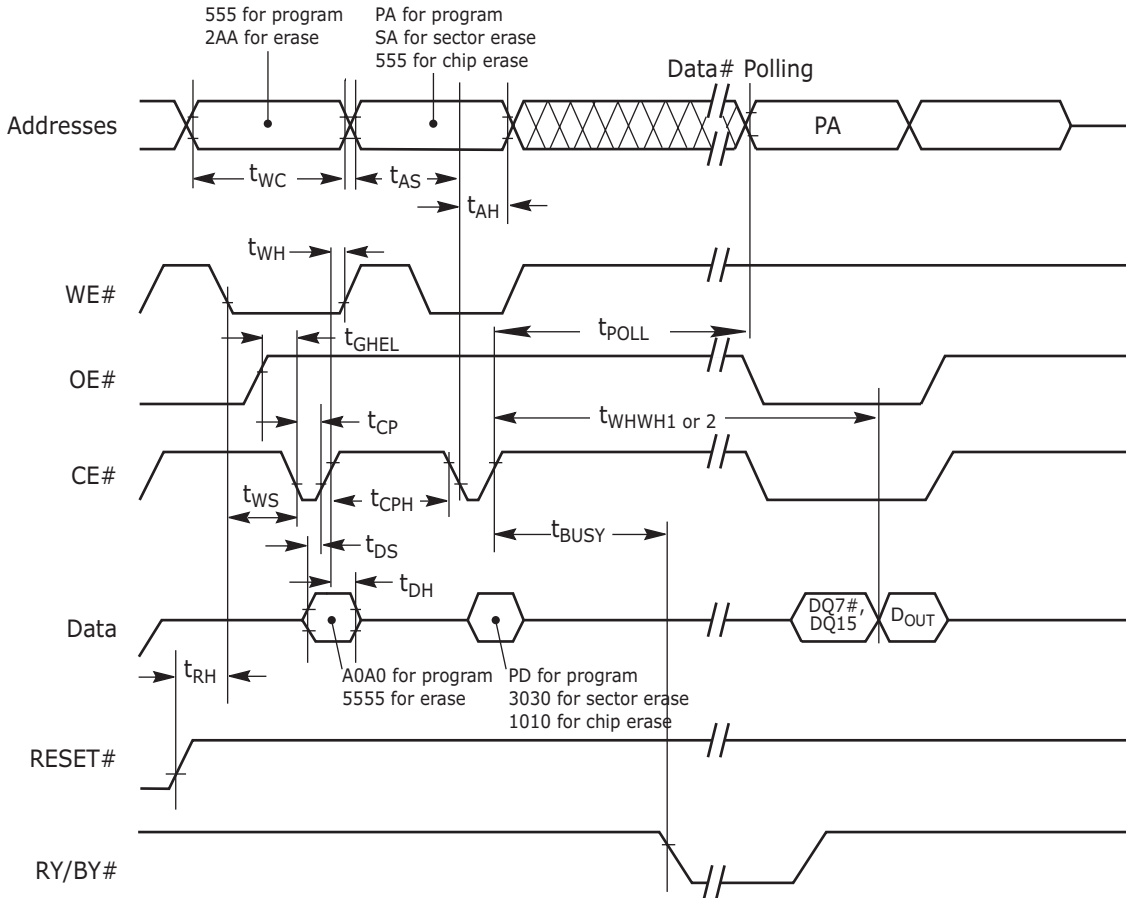 555 for program
2AA for erase
PA for program
SA for sector erase
555 for chip erase
Data# Polling
Addresses
PA
tWC
tAS
tAH
tWH
WE#
tPOLL
tGHEL
OE#
tWHWH1 or 2
tCP
CE#
tWS
tCPH
tBUSY
tDS
tDH
Data
DQ7#,
DQ15
DOUT
tRH
A0A0 for program
5555 for erase
PD for program
3030 for sector erase
1010 for chip erase
RESET#
RY/BY#